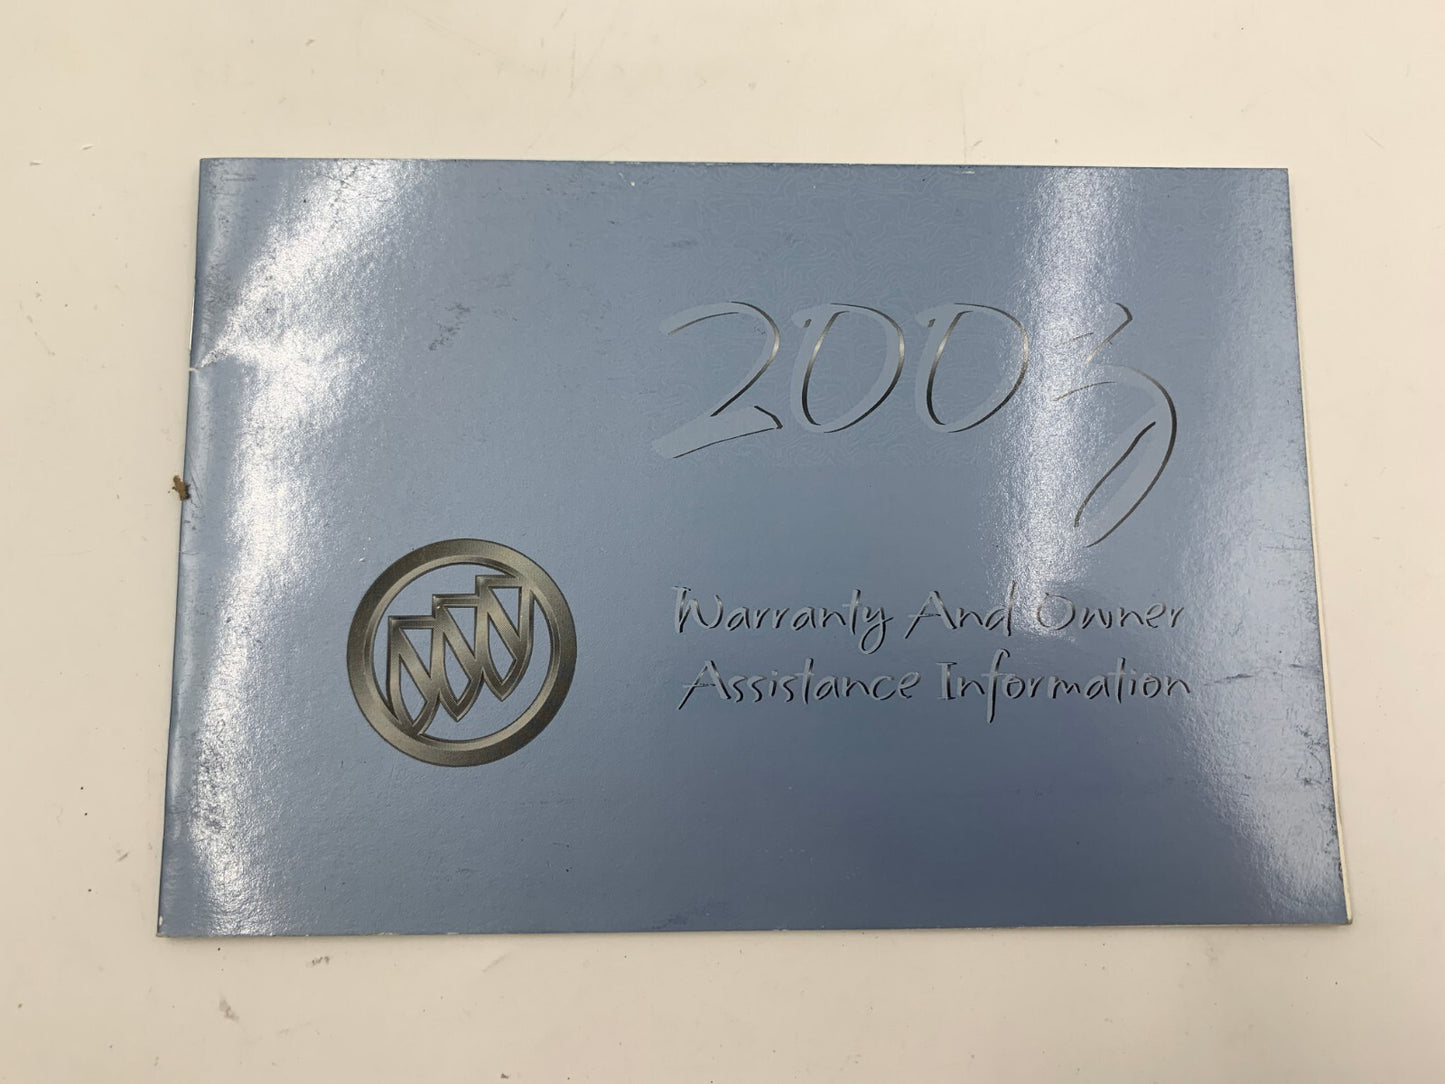 2003
Warranty And Owner
Assistance Information